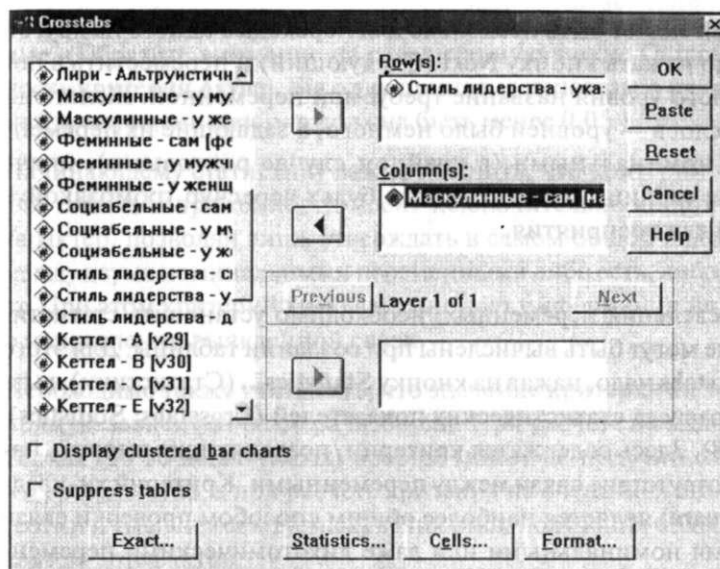 Crosstabs
Лири - Альтруистичн
Маскулинные - у му
Маскулинные - у же
Феминные - сам [фе
Феминные - у мужч
Феминные - у женщ
Социабельные - сам
Социабельные - у му
Социабельные - у же
Стиль лидерства - с
Стиль лидерства - у
Стиль лидерства - д
Кеттел - A [v29]
Кеттел - B [v30]
Кеттел - C [v31]
Кеттел - E [v32]
Row(s):
Стиль лидерства - ука
Column(s):
Маскулинные - сам [ма
Previous Layer 1 of 1 Next
OK
Paste
Reset
Cancel
Help
Display clustered bar charts
Suppress tables
Exact... Statistics... Cells... Format...